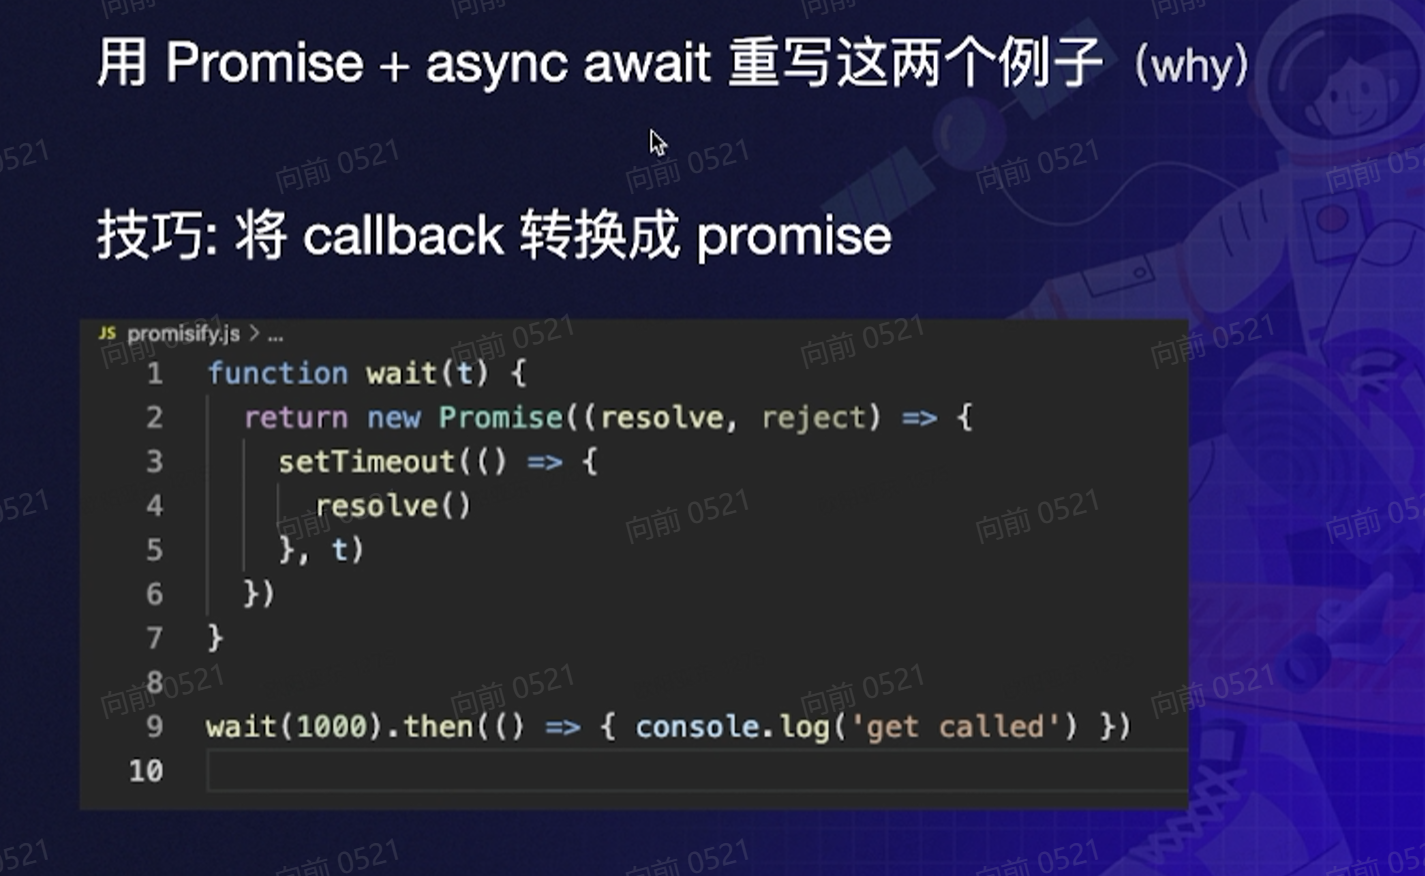 用 Promise + async await 重写这两个例子（why）
技巧: 将 callback 转换成 promise
JS promisify.js > ...
1 function wait(t) {
2 return new Promise((resolve, reject) => {
3 setTimeout(() => {
4 resolve()
5 }, t)
6 })
7 }
8
9 wait(1000).then(() => { console.log('get called') })
10
向前 0521